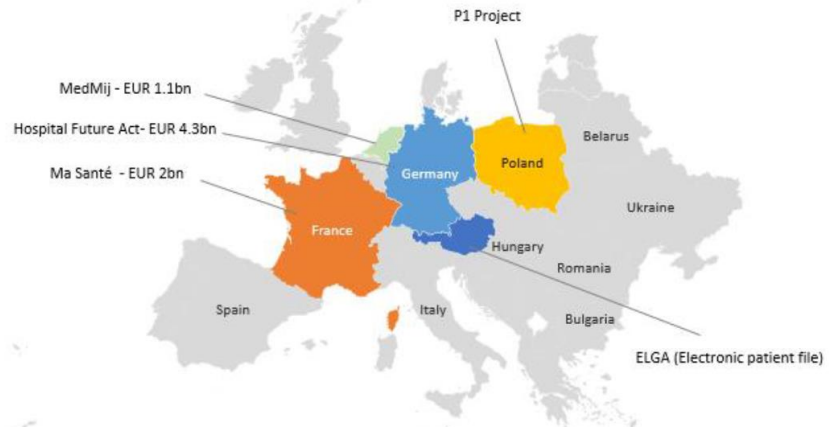 P1 Project
MedMij - EUR 1.1bn
Hospital Future Act- EUR 4.3bn
Belarus
Poland
Ma Santé - EUR 2bn
Germany
Ukraine
France
Hungary
Romania
Spain
Italy
Bulgaria
ELGA (Electronic patient file)